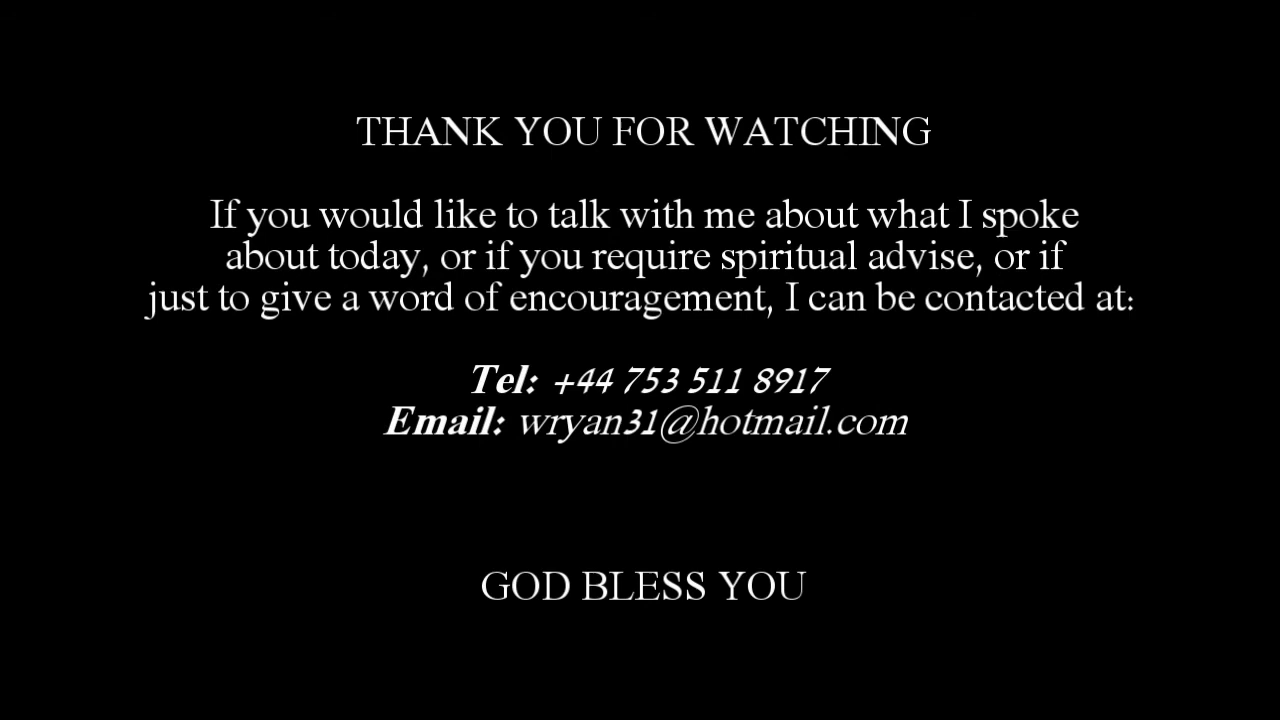 THANK YOU FOR WATCHING
If you would like to talk with me about what I spoke
about today, or if you require spiritual advise, or if
just to give a word of encouragement, I can be contacted at:
Tel: +44 753 511 8917
Email: wryan31@hotmail.com
GOD BLESS YOU